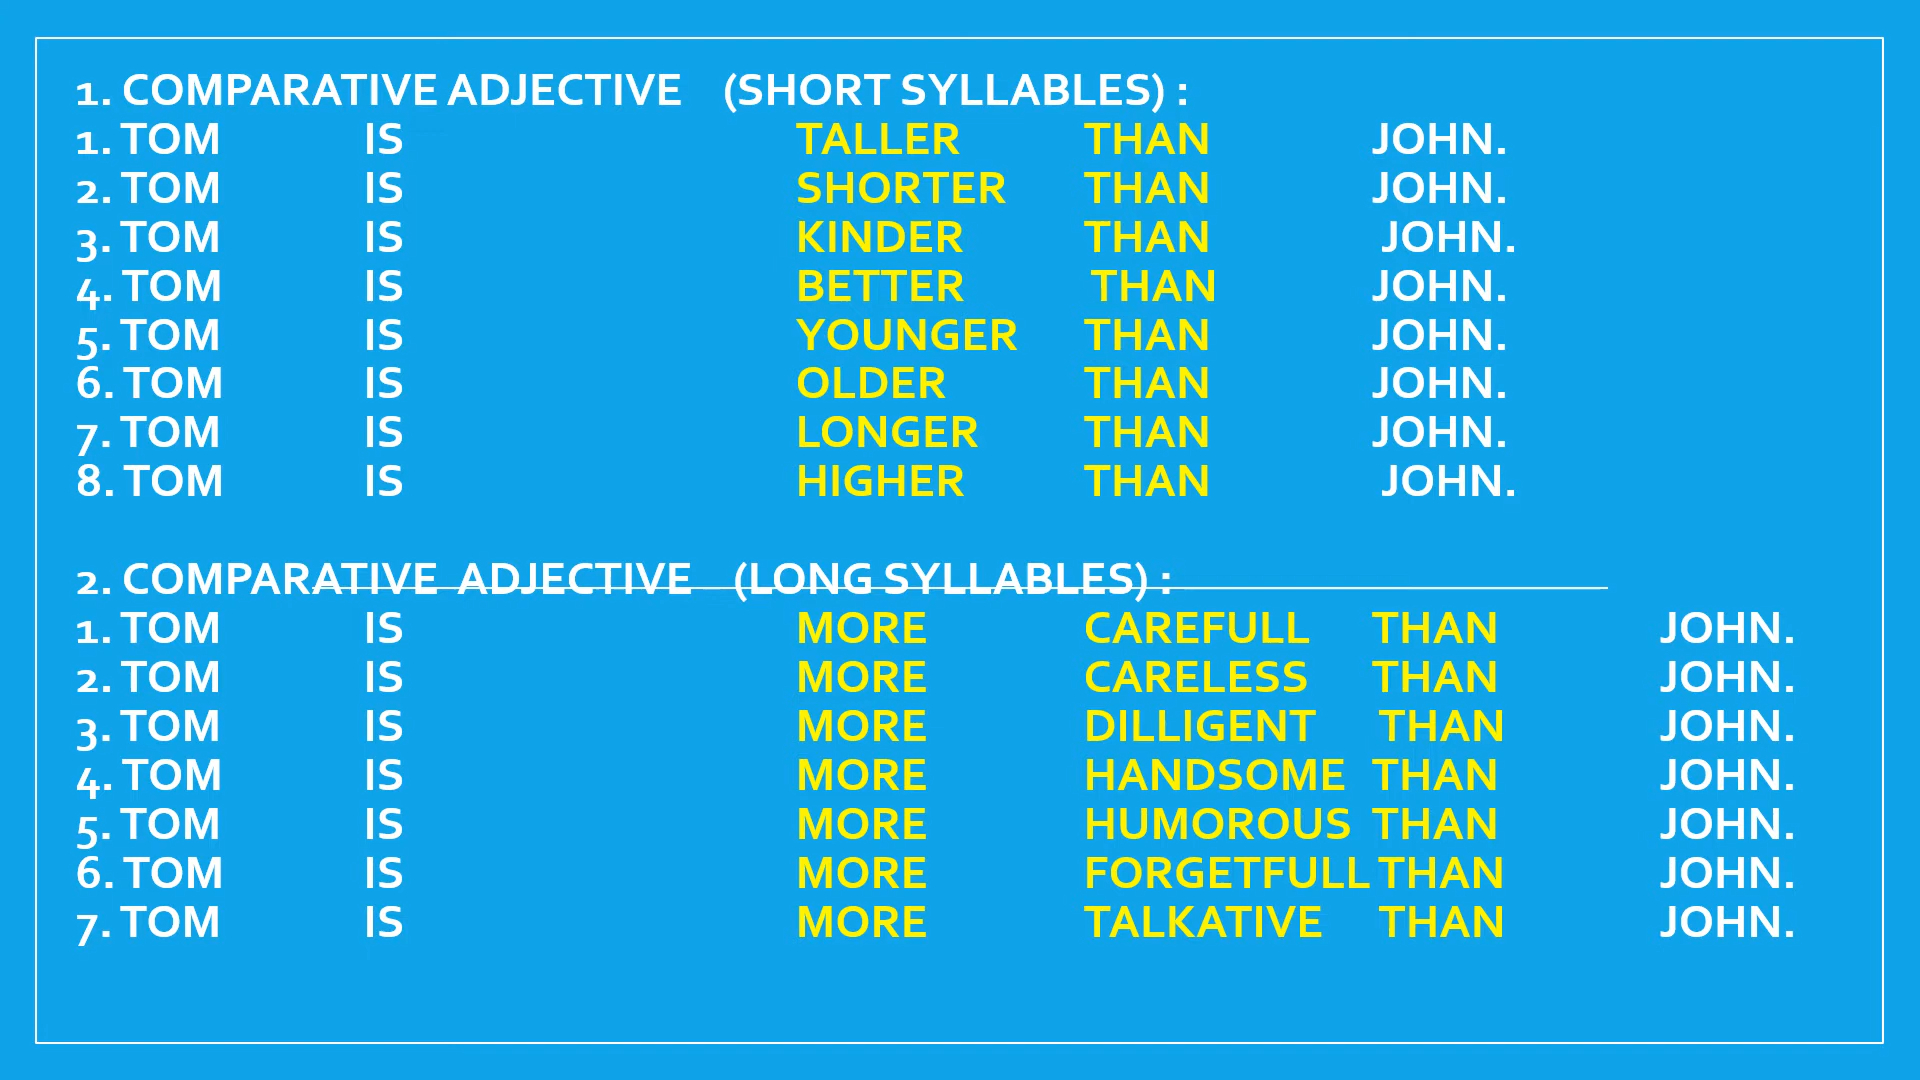 1. COMPARATIVE ADJECTIVE (SHORT SYLLABLES) :
1. TOM IS TALLER THAN JOHN.
2. TOM IS SHORTER THAN JOHN.
3. TOM IS KINDER THAN JOHN.
4. TOM IS BETTER THAN JOHN.
5. TOM IS YOUNGER THAN JOHN.
6. TOM IS OLDER THAN JOHN.
7. TOM IS LONGER THAN JOHN.
8. TOM IS HIGHER THAN JOHN.
2. COMPARATIVE ADJECTIVE (LONG SYLLABLES) :
1. TOM IS MORE CAREFULL THAN JOHN.
2. TOM IS MORE CARELESS THAN JOHN.
3. TOM IS MORE DILLIGENT THAN JOHN.
4. TOM IS MORE HANDSOME THAN JOHN.
5. TOM IS MORE HUMOROUS THAN JOHN.
6. TOM IS MORE FORGETFULL THAN JOHN.
7. TOM IS MORE TALKATIVE THAN JOHN.